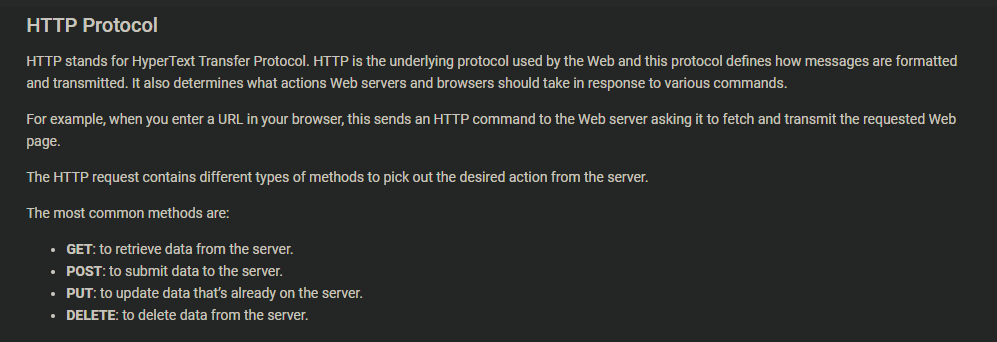 HTTP Protocol
HTTP stands for HyperText Transfer Protocol. HTTP is the underlying protocol used by the Web and this protocol defines how messages are formatted
and transmitted. It also determines what actions Web servers and browsers should take in response to various commands.
For example, when you enter a URL in your browser, this sends an HTTP command to the Web server asking it to fetch and transmit the requested Web
page.
The HTTP request contains different types of methods to pick out the desired action from the server.
The most common methods are:
• GET: to retrieve data from the server.
• POST: to submit data to the server.
• PUT: to update data that’s already on the server.
• DELETE: to delete data from the server.